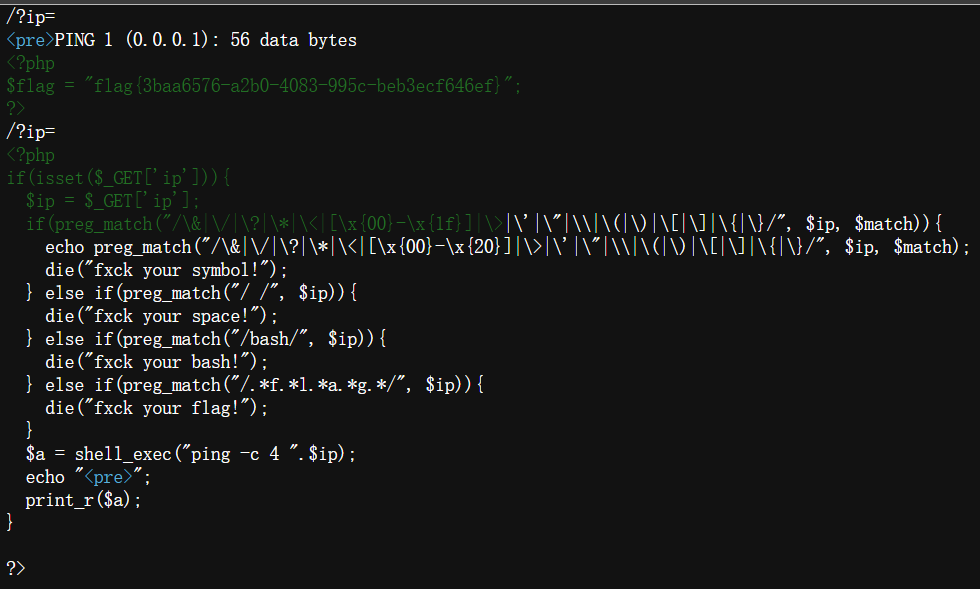 /?ip=
<pre>PING 1 (0.0.0.1): 56 data bytes
<?php
$flag = "flag{3baa6576-a2b0-4083-995c-beb3ecf646ef}";
?>
/?ip=
<?php
if(isset($_GET['ip'])){
  $ip = $_GET['ip'];
  if(preg_match("/\&|\/|\?|\*|\<|[\x{00}-\x{1f}]|\>|\'|\"|\\|\(|\)|\[|\]|\{|\}/", $ip, $match)){
    echo preg_match("/\&|\/|\?|\*|\<|[\x{00}-\x{20}]|\>|\'|\"|\\|\(|\)|\[|\]|\{|\}/", $ip, $match);
    die("fxck your symbol!");
  } else if(preg_match("/ /", $ip)){
    die("fxck your space!");
  } else if(preg_match("/bash/", $ip)){
    die("fxck your bash!");
  } else if(preg_match("/.*f.*l.*a.*g.*/", $ip)){
    die("fxck your flag!");
  }
  $a = shell_exec("ping -c 4 ".$ip);
  echo "<pre>";
  print_r($a);
}
?>